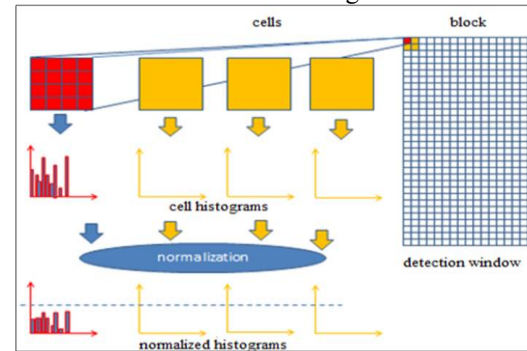 cells block
cell histograms
normalization
detection window
normalized histograms